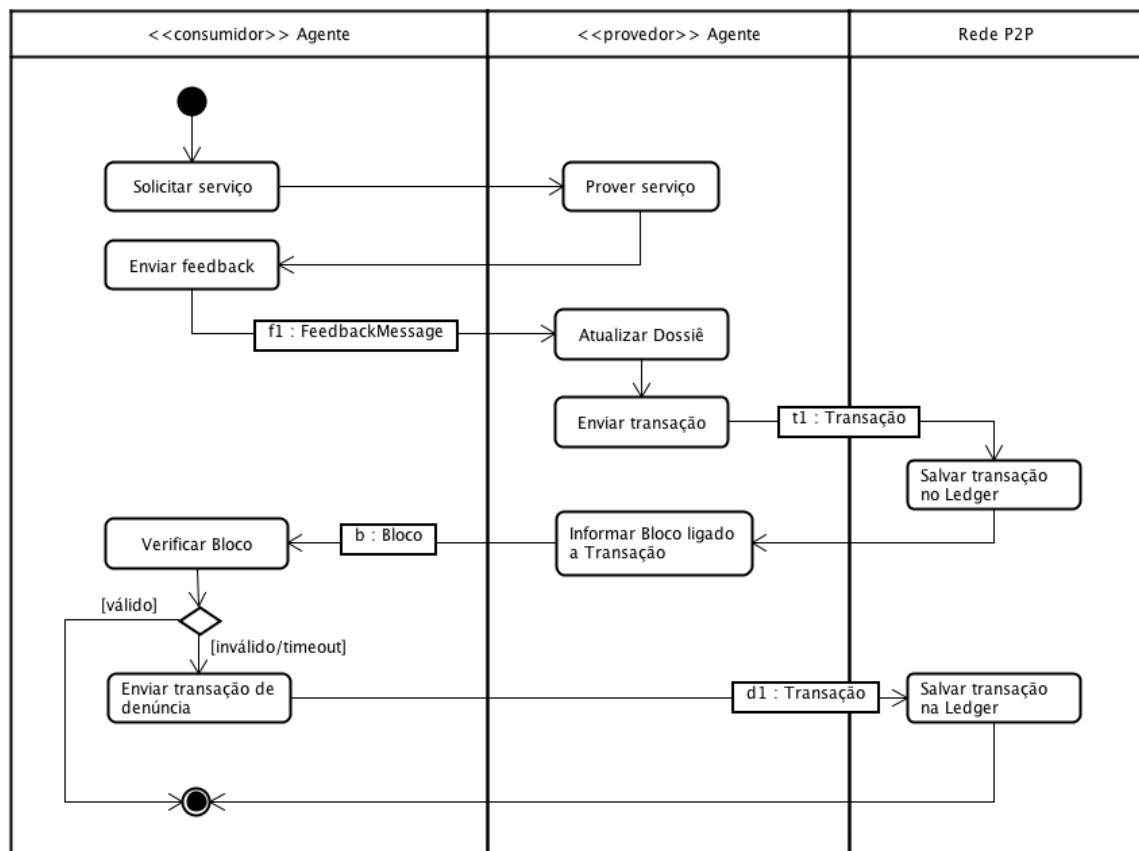 <<consumidor>> Agente
<<provedor>> Agente
Rede P2P
Solicitar serviço
Prover serviço
Enviar feedback
f1 : FeedbackMessage
Atualizar Dossiê
Enviar transação
t1 : Transação
Salvar transação
no Ledger
Informar Bloco ligado
a Transação
b : Bloco
Verificar Bloco
[válido]
[inválido/timeout]
Enviar transação de
denúncia
d1 : Transação
Salvar transação
na Ledger